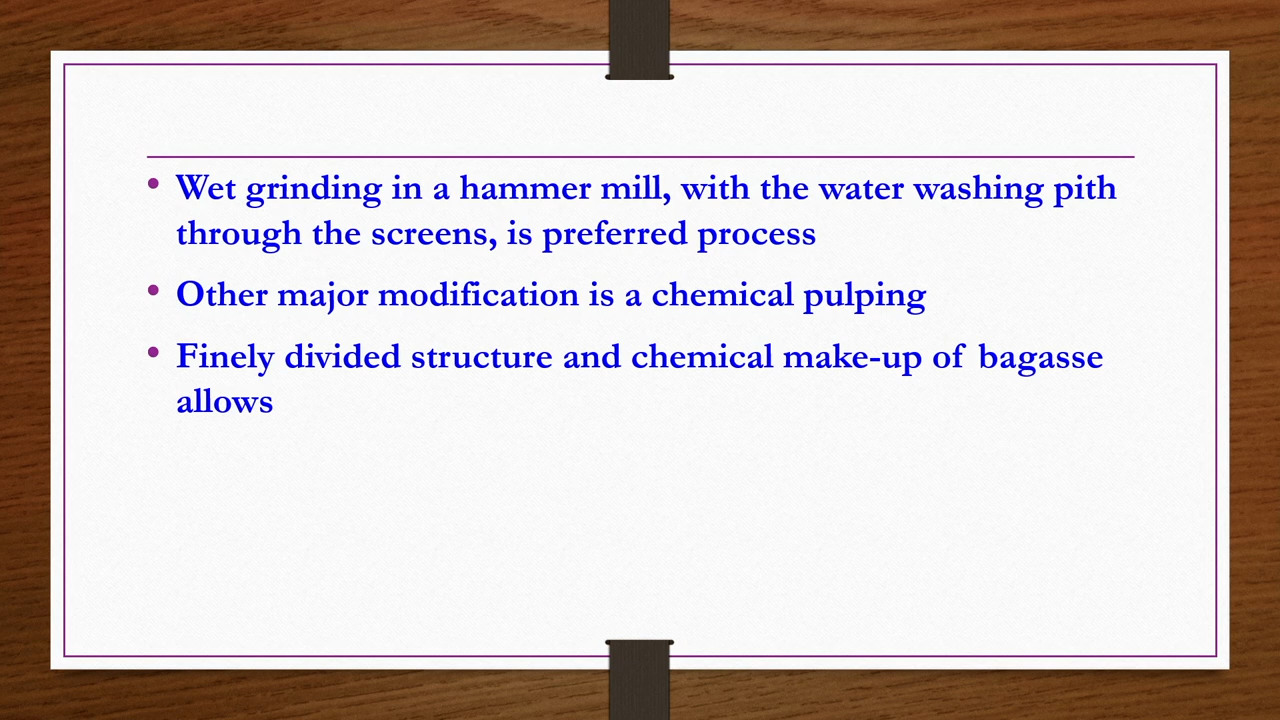 • Wet grinding in a hammer mill, with the water washing pith
through the screens, is preferred process
• Other major modification is a chemical pulping
• Finely divided structure and chemical make-up of bagasse
allows